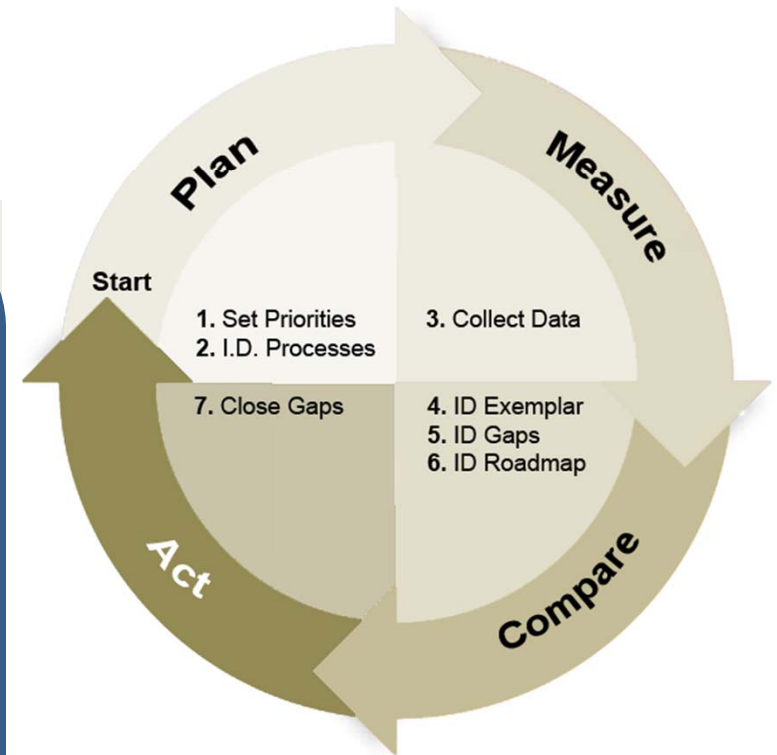 Plan
Measure
Start
1. Set Priorities
2. I.D. Processes
3. Collect Data
7. Close Gaps
4. ID Exemplar
5. ID Gaps
6. ID Roadmap
Act
Compare